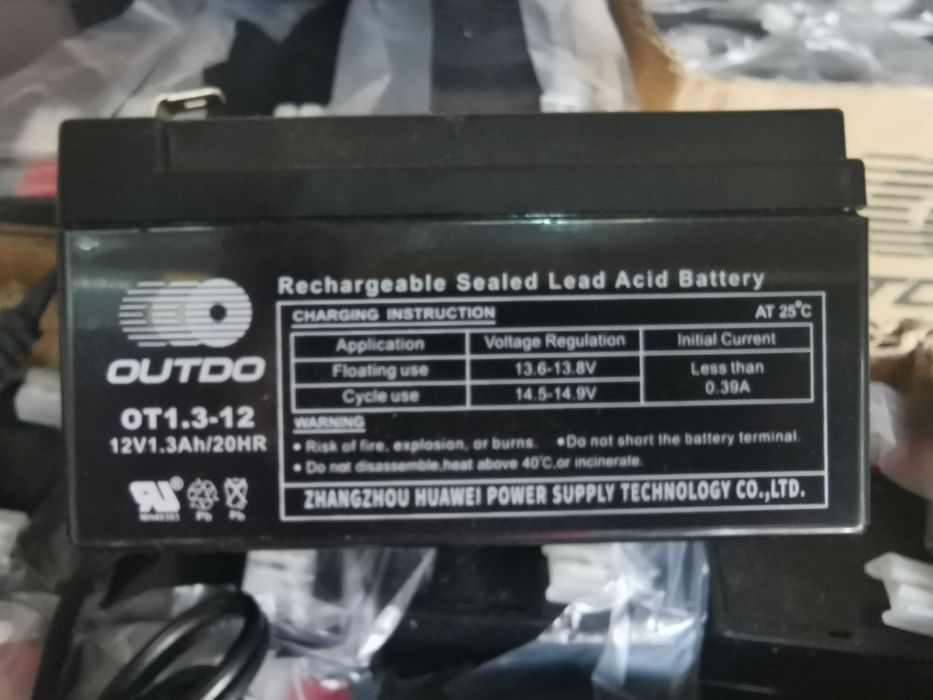 OUTDO
OT1.3-12
12V1.3Ah/20HR
Pb
Pb
Rechargeable Sealed Lead Acid Battery
CHARGING INSTRUCTION AT 25°C
Application Voltage Regulation Initial Current
Floating use 13.6-13.8V Less than
Cycle use 14.5-14.9V 0.39A
WARNING
• Risk of fire, explosion, or burns. •Do not short the battery terminal.
• Do not disassemble,heat above 40°C,or incinerate.
ZHANGZHOU HUAWEI POWER SUPPLY TECHNOLOGY CO.,LTD.